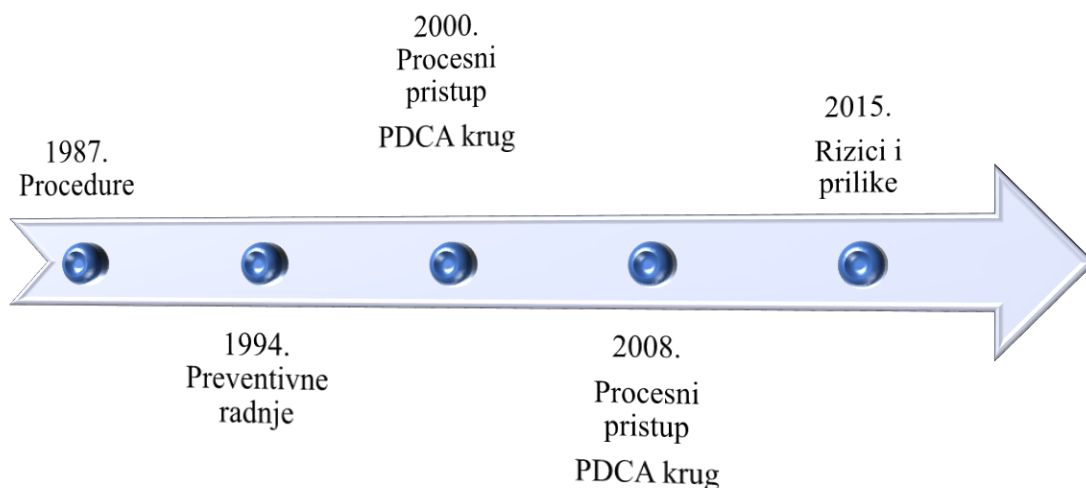 1987.
Procedure
1994.
Preventivne
radnje
2000.
Procesni
pristup
PDCA krug
2008.
Procesni
pristup
PDCA krug
2015.
Rizici i
prilike